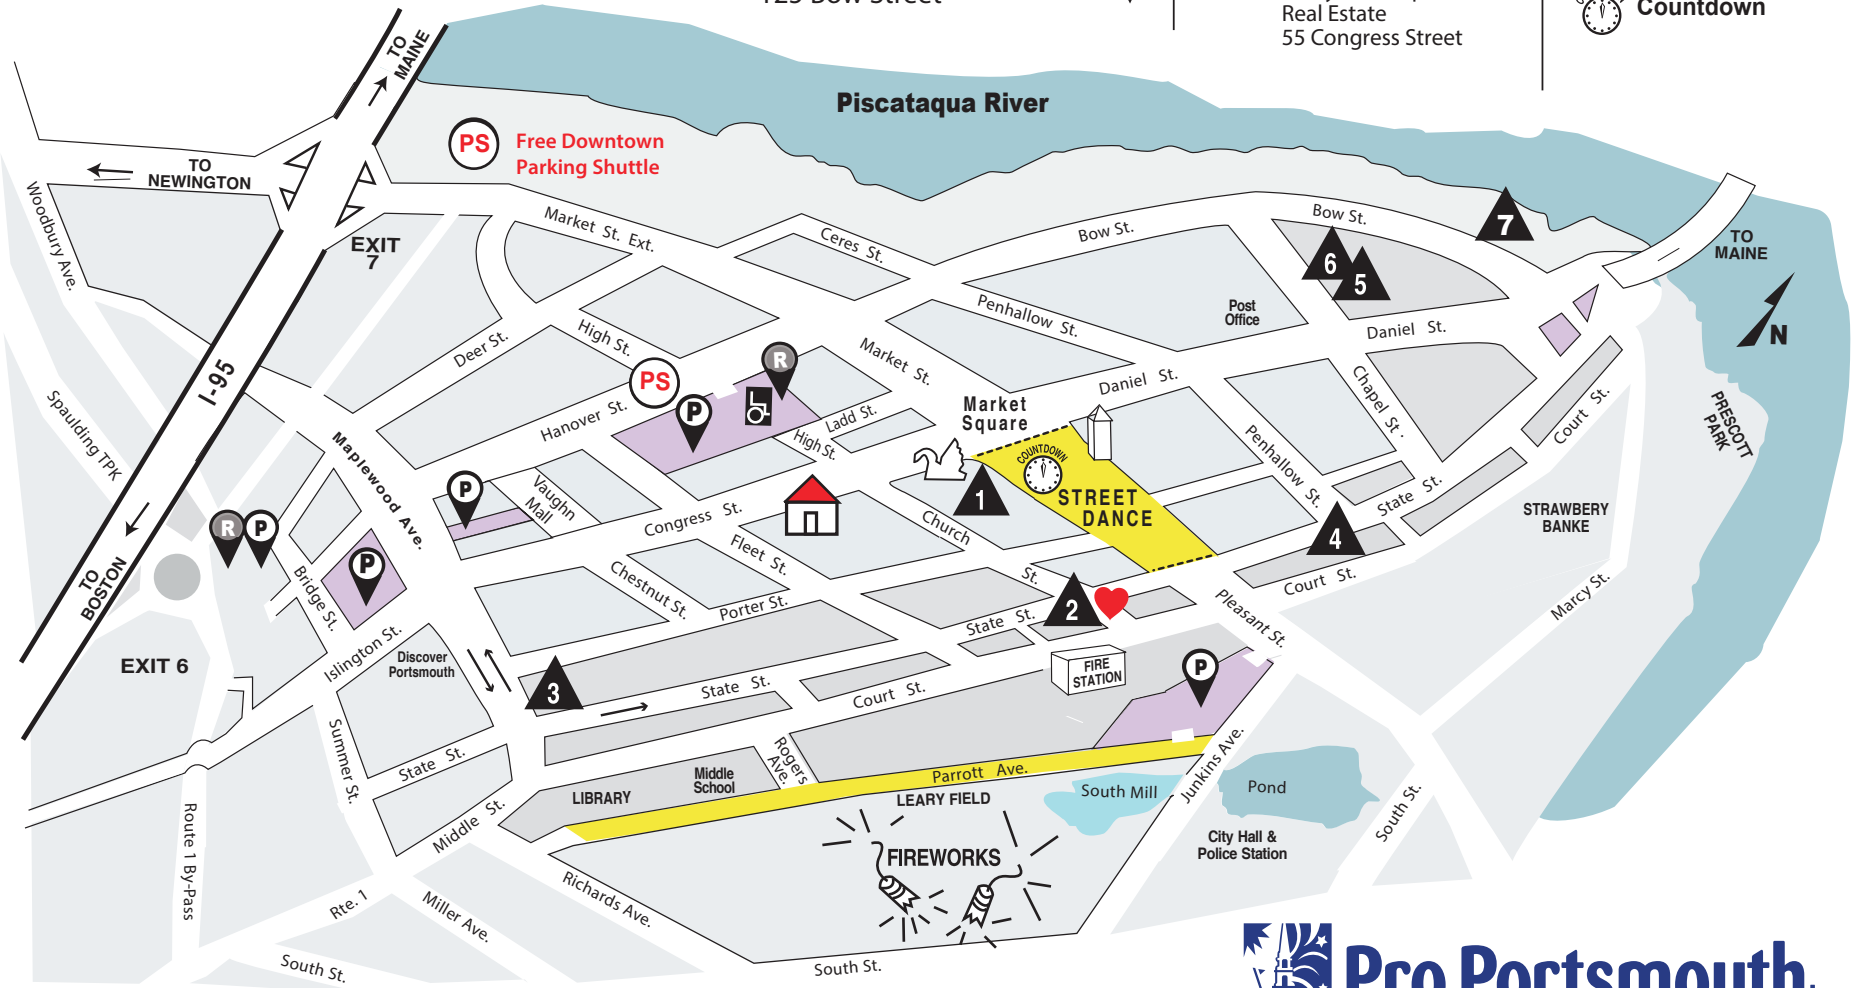 125 Bow Street
Real Estate
55 Congress Street
Countdown
TO
MAINE
Piscataqua River
PS
Free Downtown
Parking Shuttle
TO
NEWINGTON
Woodbury Ave.
EXIT
7
Market St. Ext.
Ceres St.
Bow St.
Bow St.
7
TO
MAINE
6
5
Post
Office
Penhallow St.
Daniel St.
N
Deer St.
High St.
PS
R
P
Market St.
Daniel St.
Chapel St.
I-95
Hanover St.
Ladd St.
High St.
Market
Square
Court St.
PRESCOTT
PARK
Spaulding TPK
Maplewood Ave.
P
Vaughn
Mall
Congress St.
COUNTDOWN
STREET
DANCE
1
Penhallow St.
State St.
STRAWBERY
BANKE
R
P
P
Church
St.
4
Fleet St.
TO
BOSTON
Bridge St.
Chestnut St.
Porter St.
Court St.
Marcy St.
2
State St.
Pleasant St.
Islington St.
EXIT 6
Discover
Portsmouth
3
State St.
Court St.
FIRE
STATION
P
Summer St.
State St.
Rogers
Ave.
Middle
School
LIBRARY
Parrott Ave.
LEARY FIELD
South Mill
Junkins Ave.
Pond
South St.
Route 1 By-Pass
Middle St.
FIREWORKS
City Hall &
Police Station
Rte. 1
Miller Ave.
Richards Ave.
South St.
South St.
Pro Portsmouth,